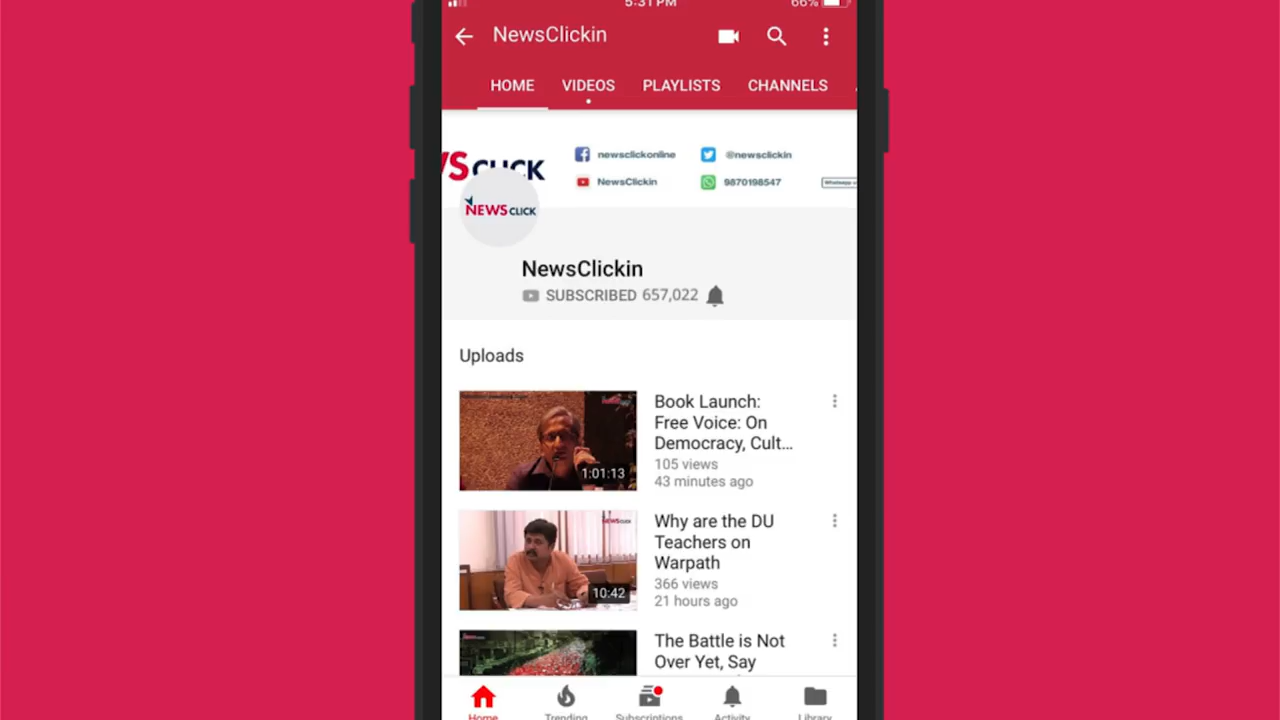 5:31 PM
66%
NewsClickin
HOME VIDEOS PLAYLISTS CHANNELS
WS CLICK
newsclickonline
@newsclickin
NewsClickin
9870198547
NEWS CLICK
NewsClickin
SUBSCRIBED 657,022
Uploads
Book Launch:
Free Voice: On
Democracy, Cult...
105 views
43 minutes ago
1:01:13
Why are the DU
Teachers on
Warpath
366 views
21 hours ago
NEWSCLICK
10:42
The Battle is Not
Over Yet, Say
Home Trending Subscriptions Activity Library